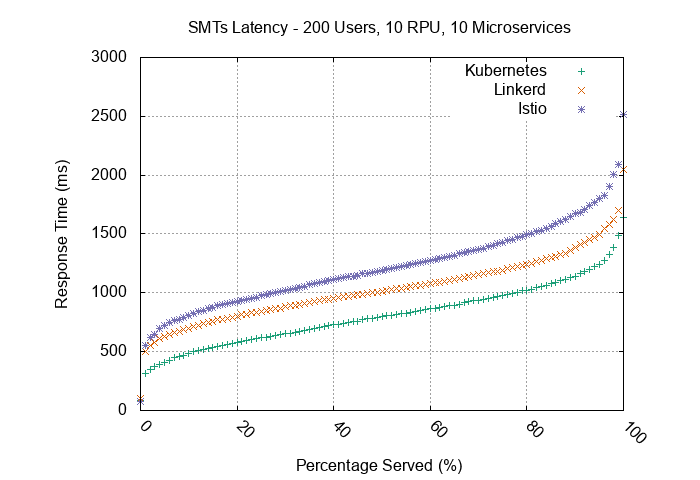 SMTs Latency - 200 Users, 10 RPU, 10 Microservices
3000
2500
2000
1500
1000
500
0
Response Time (ms)
Kubernetes
Linkerd
Istio
0
20
40
60
80
100
Percentage Served (%)